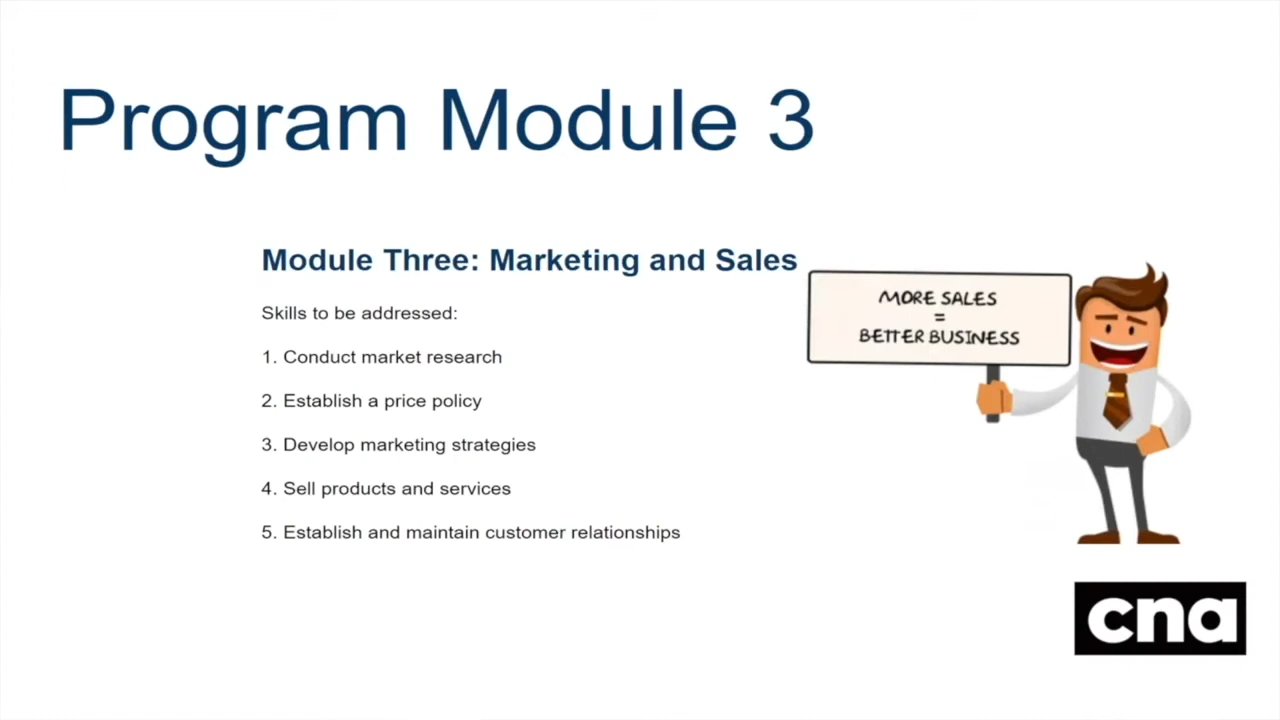 Program Module 3
Module Three: Marketing and Sales
Skills to be addressed:
1. Conduct market research
2. Establish a price policy
3. Develop marketing strategies
4. Sell products and services
5. Establish and maintain customer relationships
MORE SALES
=
BETTER BUSINESS
cna